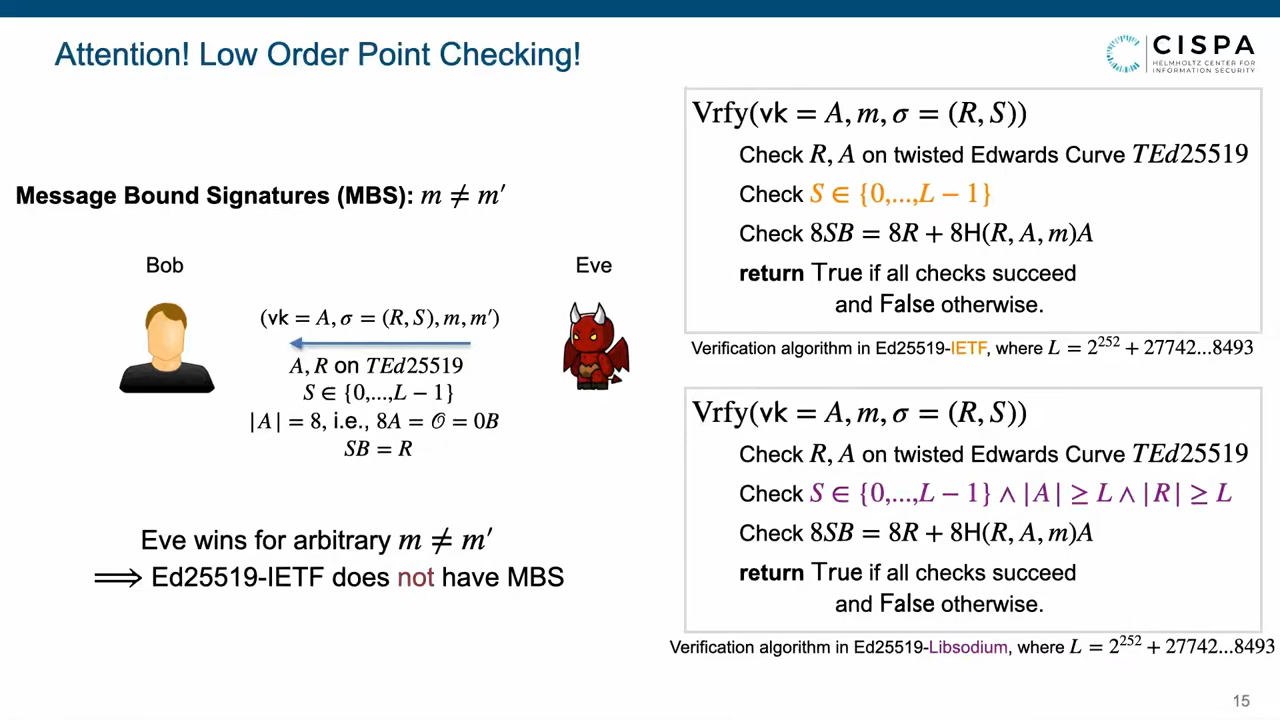 Attention! Low Order Point Checking!
CISPA
HELMHOLTZ CENTER FOR
INFORMATION SECURITY
Message Bound Signatures (MBS): m ≠ m′
Bob
Eve
(vk = A, σ = (R, S), m, m′)
A, R on TEd25519
S ∈ {0,...,L − 1}
|A| = 8, i.e., 8A = 𝒪 = 0B
SB = R
Eve wins for arbitrary m ≠ m′
⟹ Ed25519-IETF does not have MBS
Vrfy(vk = A, m, σ = (R, S))
Check R, A on twisted Edwards Curve TEd25519
Check S ∈ {0,...,L − 1}
Check 8SB = 8R + 8H(R, A, m)A
return True if all checks succeed
and False otherwise.
Verification algorithm in Ed25519-IETF, where L = 2²⁵² + 27742...8493
Vrfy(vk = A, m, σ = (R, S))
Check R, A on twisted Edwards Curve TEd25519
Check S ∈ {0,...,L − 1} ∧ |A| ≥ L ∧ |R| ≥ L
Check 8SB = 8R + 8H(R, A, m)A
return True if all checks succeed
and False otherwise.
Verification algorithm in Ed25519-Libsodium, where L = 2²⁵² + 27742...8493
15